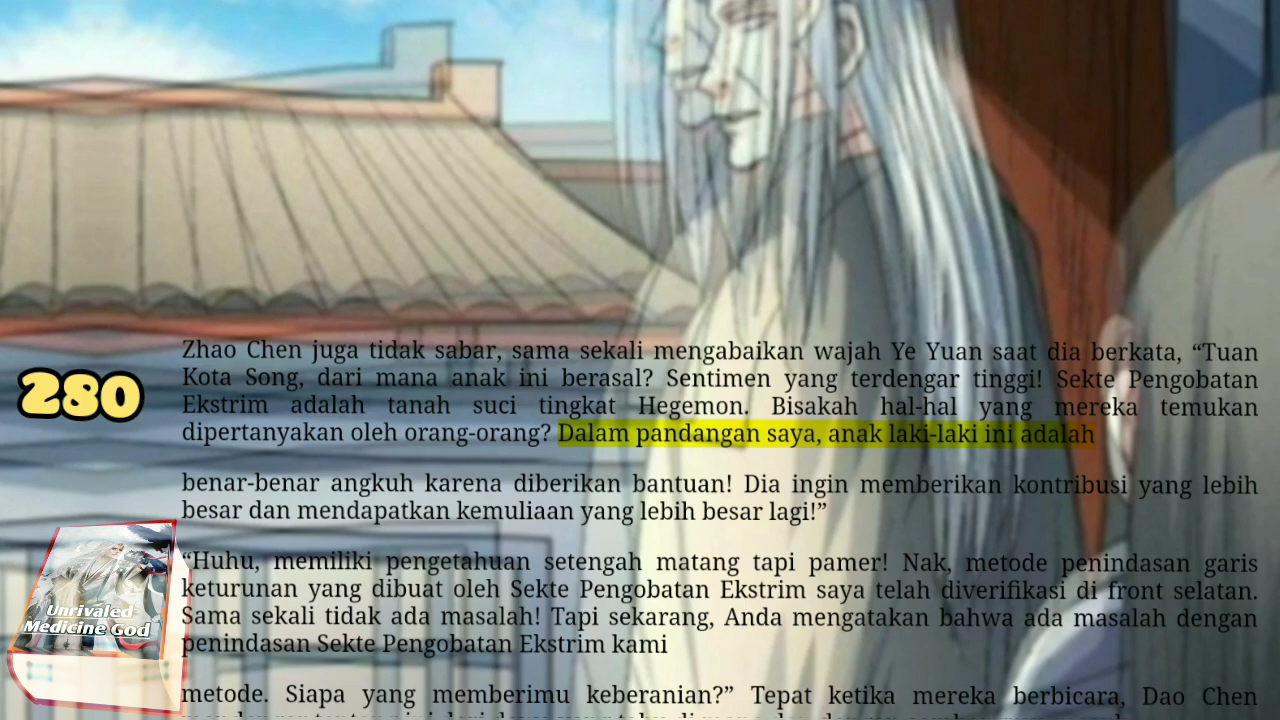 Zhao Chen juga tidak sabar, sama sekali mengabaikan wajah Ye Yuan saat dia berkata, “Tuan
Kota Song, dari mana anak ini berasal? Sentimen yang terdengar tinggi! Sekte Pengobatan
Ekstrim adalah tanah suci tingkat Hegemon. Bisakah hal-hal yang mereka temukan
dipertanyakan oleh orang-orang? Dalam pandangan saya, anak laki-laki ini adalah
280
benar-benar angkuh karena diberikan bantuan! Dia ingin memberikan kontribusi yang lebih
besar dan mendapatkan kemuliaan yang lebih besar lagi!”
“Huhu, memiliki pengetahuan setengah matang tapi pamer! Nak, metode penindasan garis
keturunan yang dibuat oleh Sekte Pengobatan Ekstrim saya telah diverifikasi di front selatan.
Sama sekali tidak ada masalah! Tapi sekarang, Anda mengatakan bahwa ada masalah dengan
penindasan Sekte Pengobatan Ekstrim kami
Unrivaled
Medicine God
metode. Siapa yang memberimu keberanian?” Tepat ketika mereka berbicara, Dao Chen